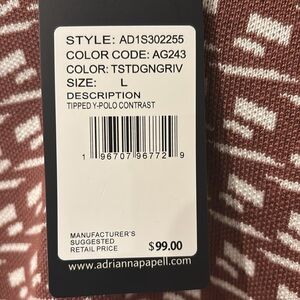 STYLE: AD1S302255
COLOR CODE: AG243
COLOR: TSTDGNGRIV
SIZE: L
DESCRIPTION
TIPPED Y-POLO CONTRAST
1 96707 96772 9
MANUFACTURER'S
SUGGESTED
RETAIL PRICE $99.00
www.adriannapapell.com